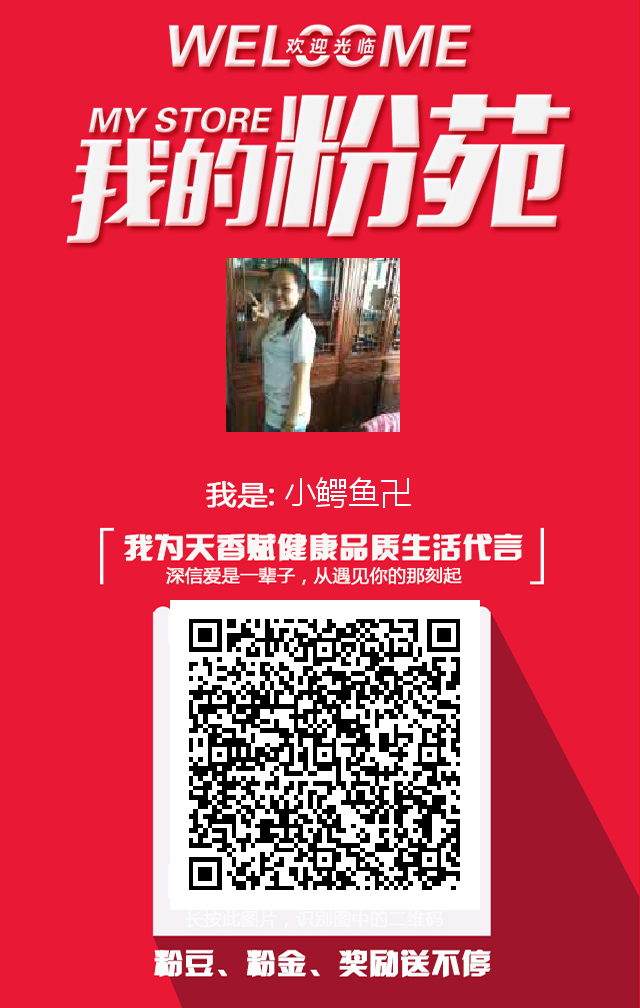 WELCOME
欢迎光临
MY STORE
我的粉苑
我是: 小鳄鱼卍
我为天香赋健康品质生活代言
深信爱是一辈子，从遇见你的那刻起
长按此图片，识别图中的二维码
粉豆、粉金、奖励送不停